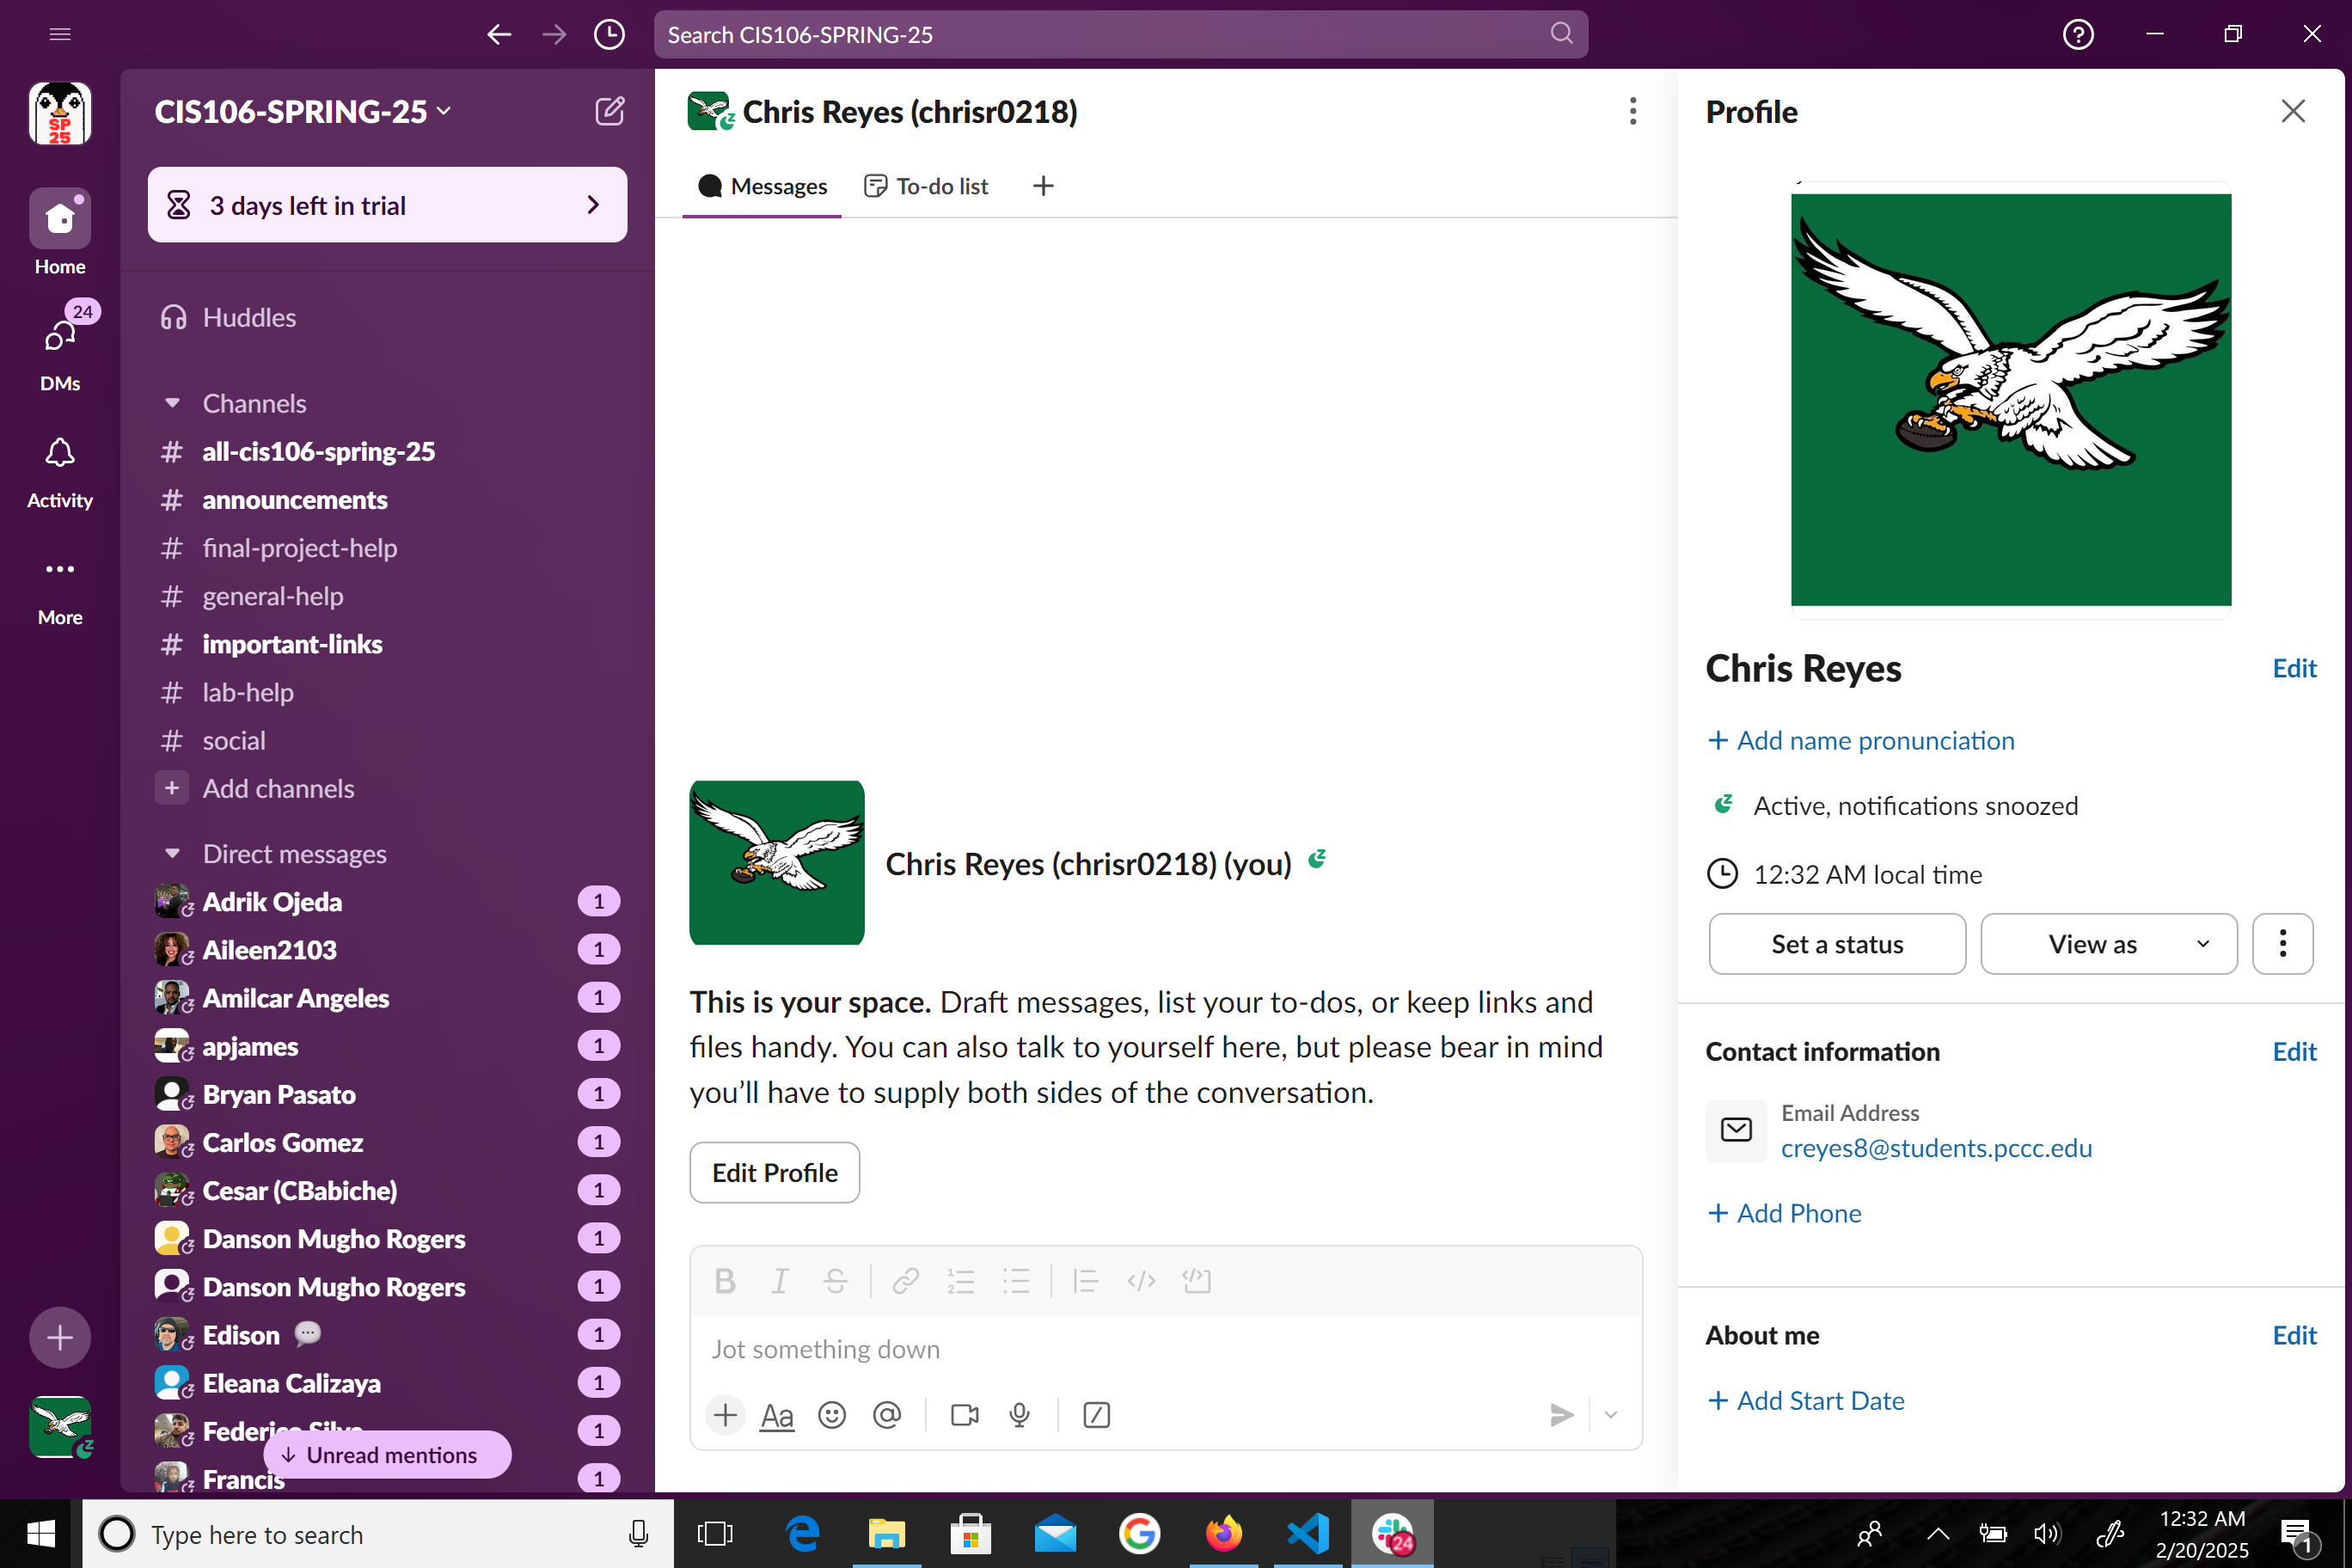 Search CIS106-SPRING-25
SP
25
Home
24
DMs
Activity
More
CIS106-SPRING-25
3 days left in trial
Huddles
Channels
# all-cis106-spring-25
# announcements
# final-project-help
# general-help
# important-links
# lab-help
# social
+ Add channels
Direct messages
Adrik Ojeda 1
Aileen2103 1
Amilcar Angeles 1
apjames 1
Bryan Pasato 1
Carlos Gomez 1
Cesar (CBabiche) 1
Danson Mugho Rogers 1
Danson Mugho Rogers 1
Edison 1
Eleana Calizaya 1
Federico Silva 1
Francis 1
Unread mentions
Chris Reyes (chrisr0218)
Messages
To-do list
Chris Reyes (chrisr0218) (you)
This is your space. Draft messages, list your to-dos, or keep links and
files handy. You can also talk to yourself here, but please bear in mind
you’ll have to supply both sides of the conversation.
Edit Profile
Jot something down
Aa
Profile
Chris Reyes
Edit
+ Add name pronunciation
Active, notifications snoozed
12:32 AM local time
Set a status
View as
Contact information
Edit
Email Address
creyes8@students.pccc.edu
+ Add Phone
About me
Edit
+ Add Start Date
Type here to search
24
12:32 AM
2/20/2025
1